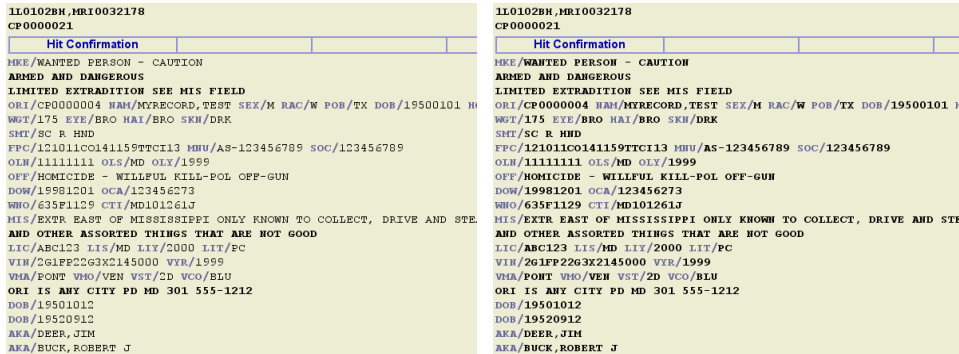 1L0102BH,MRI0032178
CP0000021
Hit Confirmation
MKE/WANTED PERSON - CAUTION
ARMED AND DANGEROUS
LIMITED EXTRADITION SEE MIS FIELD
ORI/CP0000004 NAM/MYRECORD,TEST SEX/M RAC/W POB/TX DOB/19500101
WGT/175 EYE/BRO HAI/BRO SKN/DRK
SMT/SC R HND
FPC/121011CO141159TTCI13 MNU/AS-123456789 SOC/123456789
OLN/11111111 OLS/MD OLY/1999
OFF/HOMICIDE - WILLFUL KILL-POL OFF-GUN
DOW/19981201 OCA/123456273
WNO/635F1129 CTI/MD101261J
MIS/EXTR EAST OF MISSISSIPPI ONLY KNOWN TO COLLECT, DRIVE AND STE
AND OTHER ASSORTED THINGS THAT ARE NOT GOOD
LIC/ABC123 LIS/MD LIY/2000 LIT/PC
VIN/2G1FP22G3X2145000 VYR/1999
VMA/PONT VMO/VEN VST/2D VCO/BLU
ORI IS ANY CITY PD MD 301 555-1212
DOB/19501012
DOB/19520912
AKA/DEER,JIM
AKA/BUCK,ROBERT J
1L0102BH,MRI0032178
CP0000021
Hit Confirmation
MKE/WANTED PERSON - CAUTION
ARMED AND DANGEROUS
LIMITED EXTRADITION SEE MIS FIELD
ORI/CP0000004 NAM/MYRECORD,TEST SEX/M RAC/W POB/TX DOB/19500101
WGT/175 EYE/BRO HAI/BRO SKN/DRK
SMT/SC R HND
FPC/121011CO141159TTCI13 MNU/AS-123456789 SOC/123456789
OLN/11111111 OLS/MD OLY/1999
OFF/HOMICIDE - WILLFUL KILL-POL OFF-GUN
DOW/19981201 OCA/123456273
WNO/635F1129 CTI/MD101261J
MIS/EXTR EAST OF MISSISSIPPI ONLY KNOWN TO COLLECT, DRIVE AND STE
AND OTHER ASSORTED THINGS THAT ARE NOT GOOD
LIC/ABC123 LIS/MD LIY/2000 LIT/PC
VIN/2G1FP22G3X2145000 VYR/1999
VMA/PONT VMO/VEN VST/2D VCO/BLU
ORI IS ANY CITY PD MD 301 555-1212
DOB/19501012
DOB/19520912
AKA/DEER,JIM
AKA/BUCK,ROBERT J